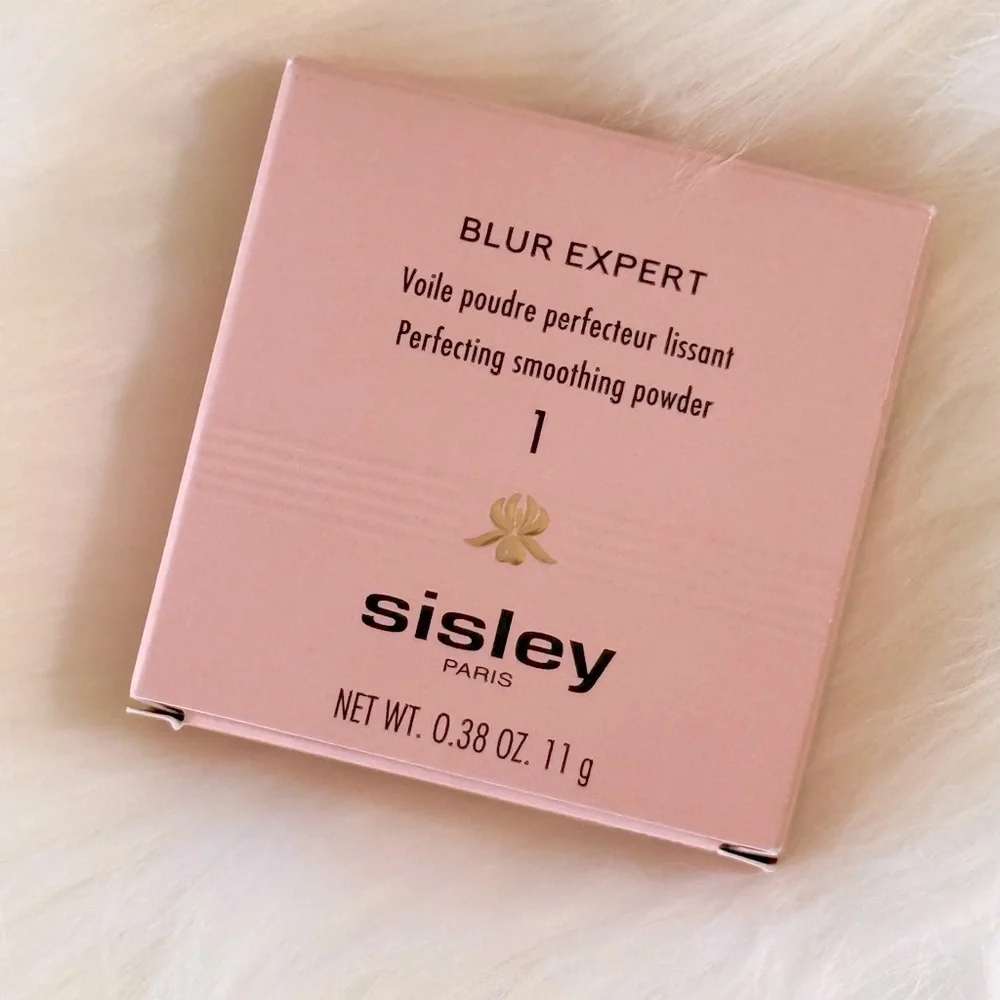 BLUR EXPERT
Voile poudre perfecteur lissant
Perfecting smoothing powder
1
sisley
PARIS
NET WT. 0.38 OZ. 11 g